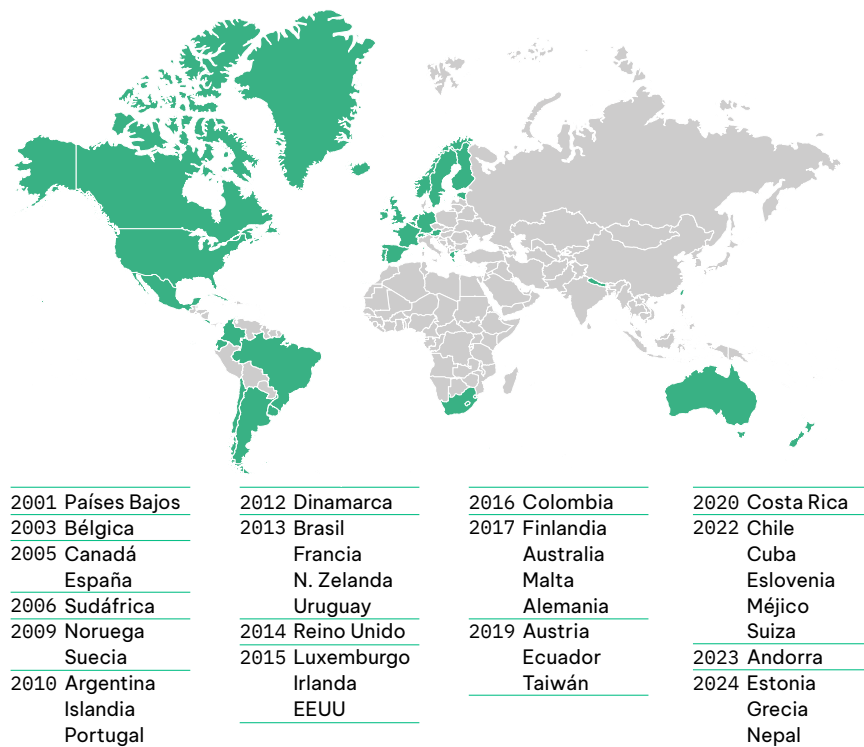 2001 Países Bajos
2003 Bélgica
2005 Canadá
España
2006 Sudáfrica
2009 Noruega
Suecia
2010 Argentina
Islandia
Portugal
2012 Dinamarca
2013 Brasil
Francia
N. Zelanda
Uruguay
2014 Reino Unido
2015 Luxemburgo
Irlanda
EEUU
2016 Colombia
2017 Finlandia
Australia
Malta
Alemania
2019 Austria
Ecuador
Taiwán
2020 Costa Rica
2022 Chile
Cuba
Eslovenia
Méjico
Suiza
2023 Andorra
2024 Estonia
Grecia
Nepal